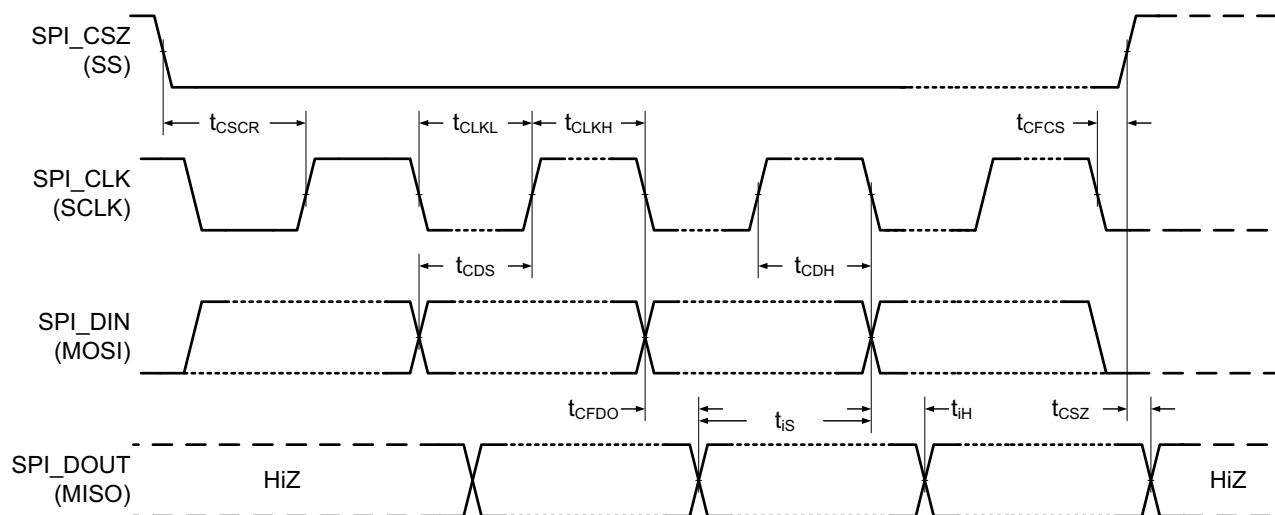 SPI_CSZ
(SS)
tCSCR
tCLKL
tCLKH
tCFCS
SPI_CLK
(SCLK)
tCDS
tCDH
SPI_DIN
(MOSI)
tCFDO
tiS
tiH
tCSZ
SPI_DOUT
(MISO)
HiZ
HiZ